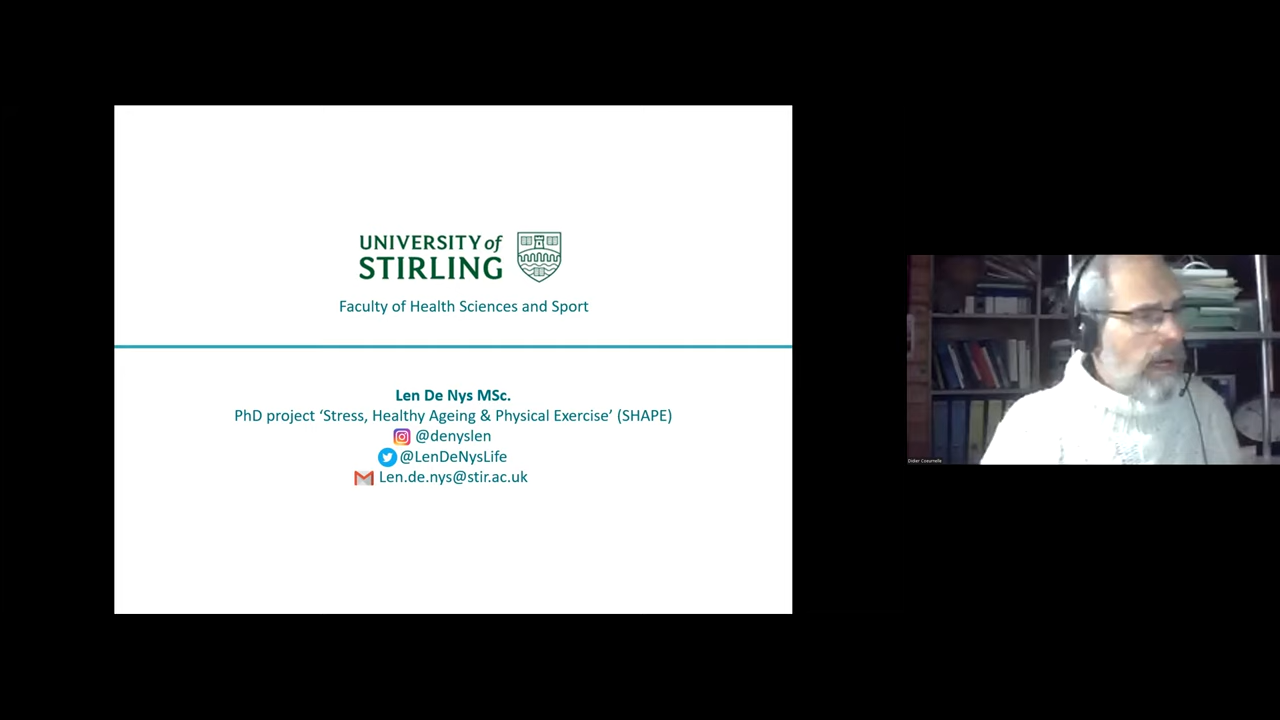 UNIVERSITY of
STIRLING
Faculty of Health Sciences and Sport
Len De Nys MSc.
PhD project ‘Stress, Healthy Ageing & Physical Exercise’ (SHAPE)
@denyslen
@LenDeNysLife
Len.de.nys@stir.ac.uk